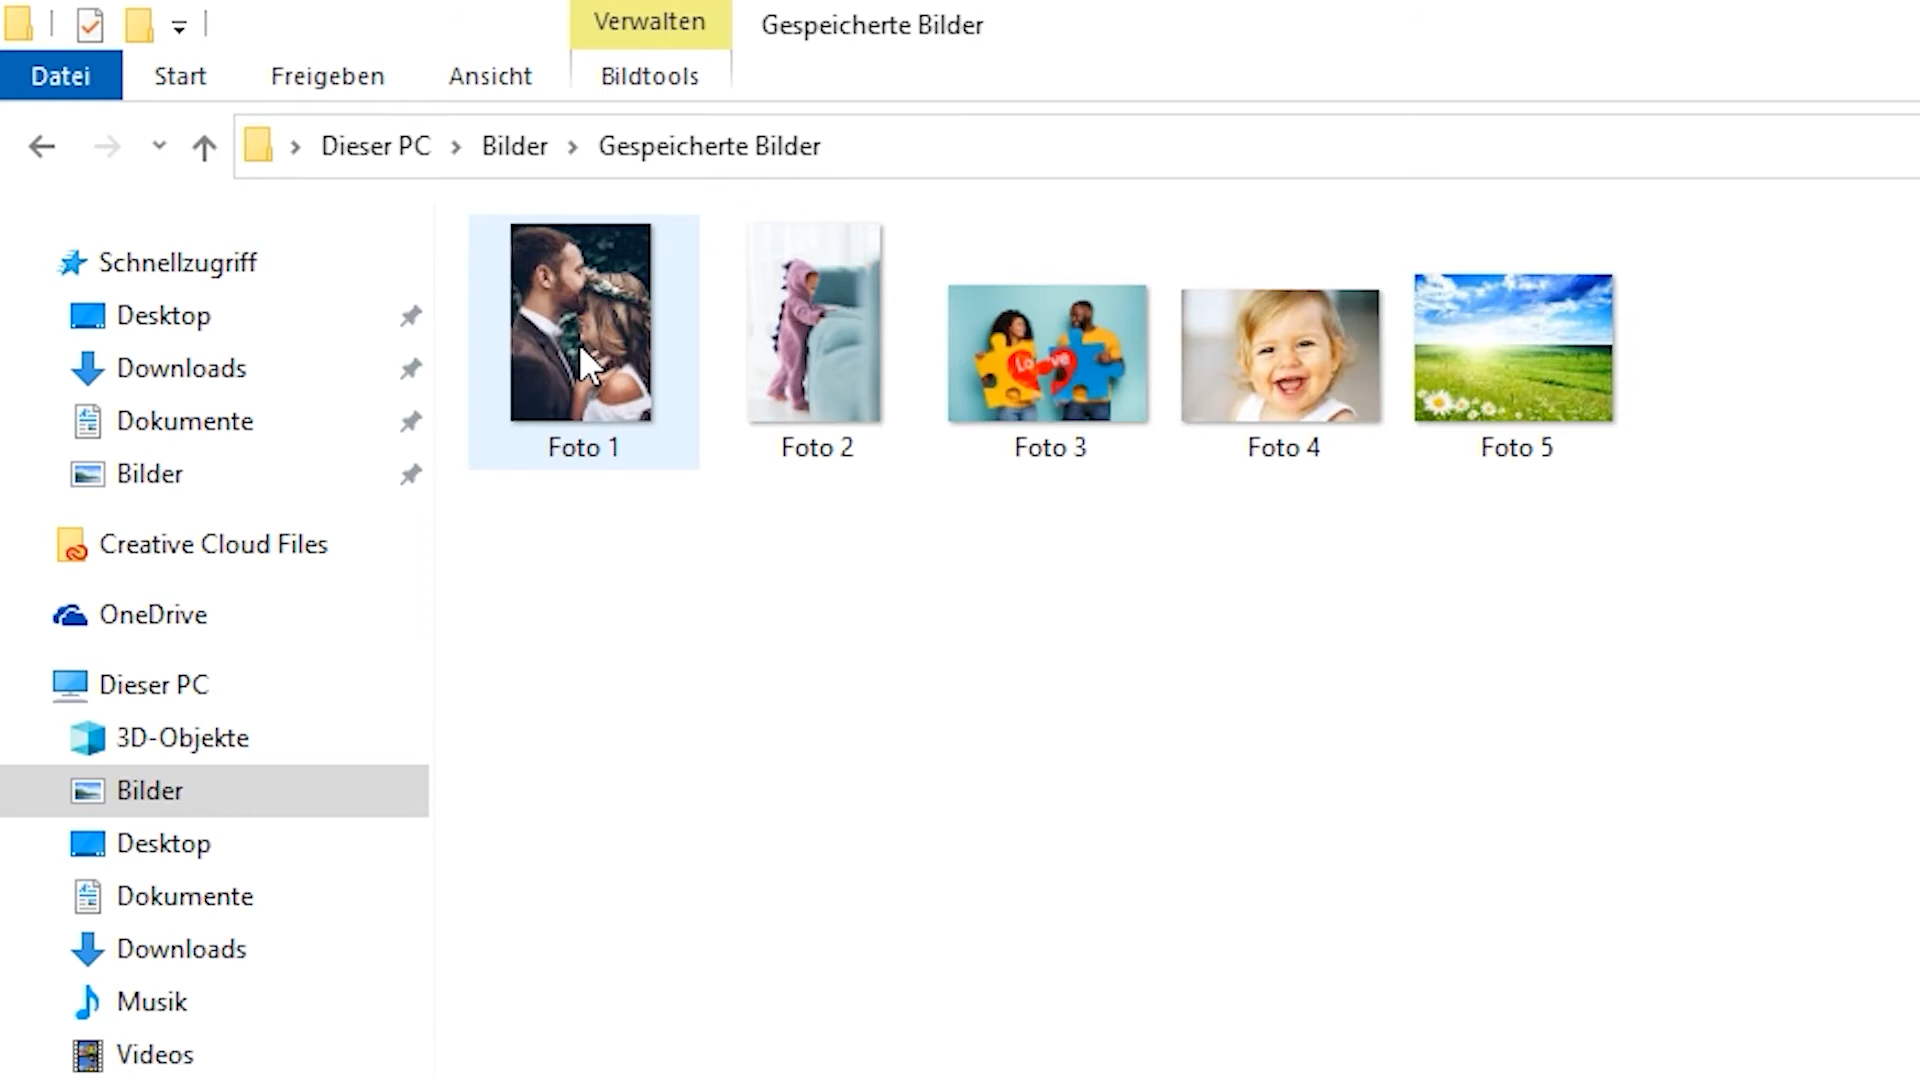 Verwalten
Gespeicherte Bilder
Datei
Start
Freigeben
Ansicht
Bildtools
Dieser PC
Bilder
Gespeicherte Bilder
Schnellzugriff
Desktop
Downloads
Dokumente
Bilder
Creative Cloud Files
OneDrive
Dieser PC
3D-Objekte
Bilder
Desktop
Dokumente
Downloads
Musik
Videos
Love
Foto 1
Foto 2
Foto 3
Foto 4
Foto 5